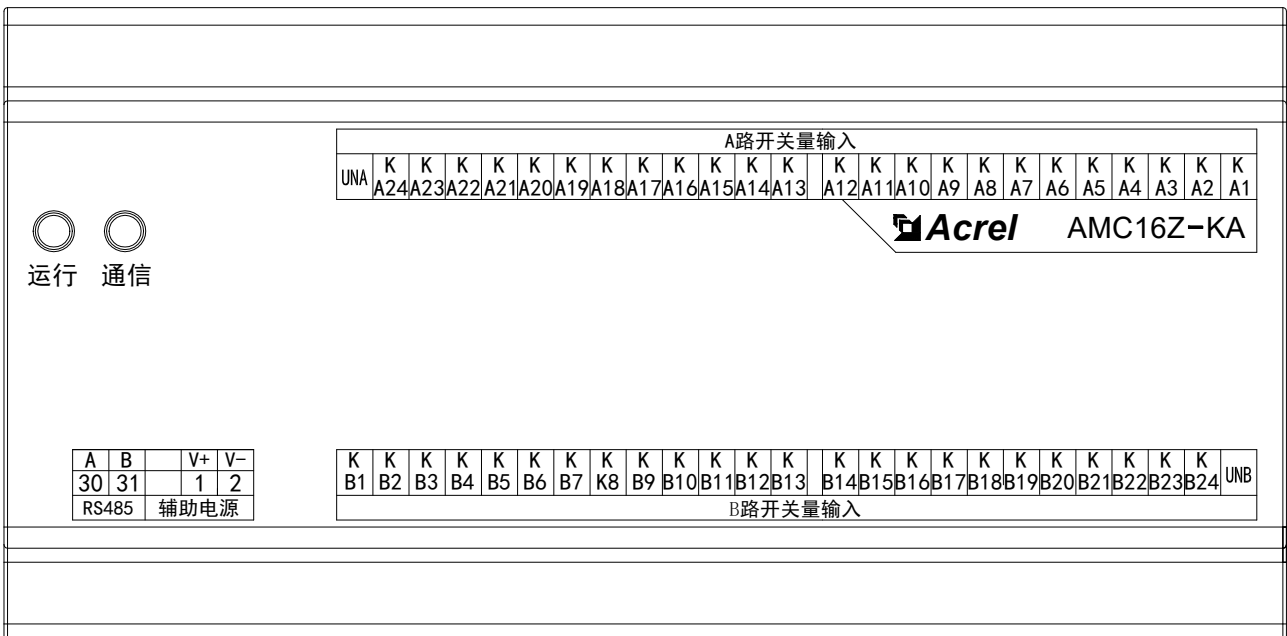 A路开关量输入
UNA K K K K K K K K K K K K K K K K K K K K K K K K
A24 A23 A22 A21 A20 A19 A18 A17 A16 A15 A14 A13 A12 A11 A10 A9 A8 A7 A6 A5 A4 A3 A2 A1
Acrel AMC16Z-KA
运行 通信
A B V+ V-
30 31 1 2
RS485 辅助电源
K K K K K K K K K K K K K K K K K K K K K K K K UNB
B1 B2 B3 B4 B5 B6 B7 K8 B9 B10 B11 B12 B13 B14 B15 B16 B17 B18 B19 B20 B21 B22 B23 B24
B路开关量输入